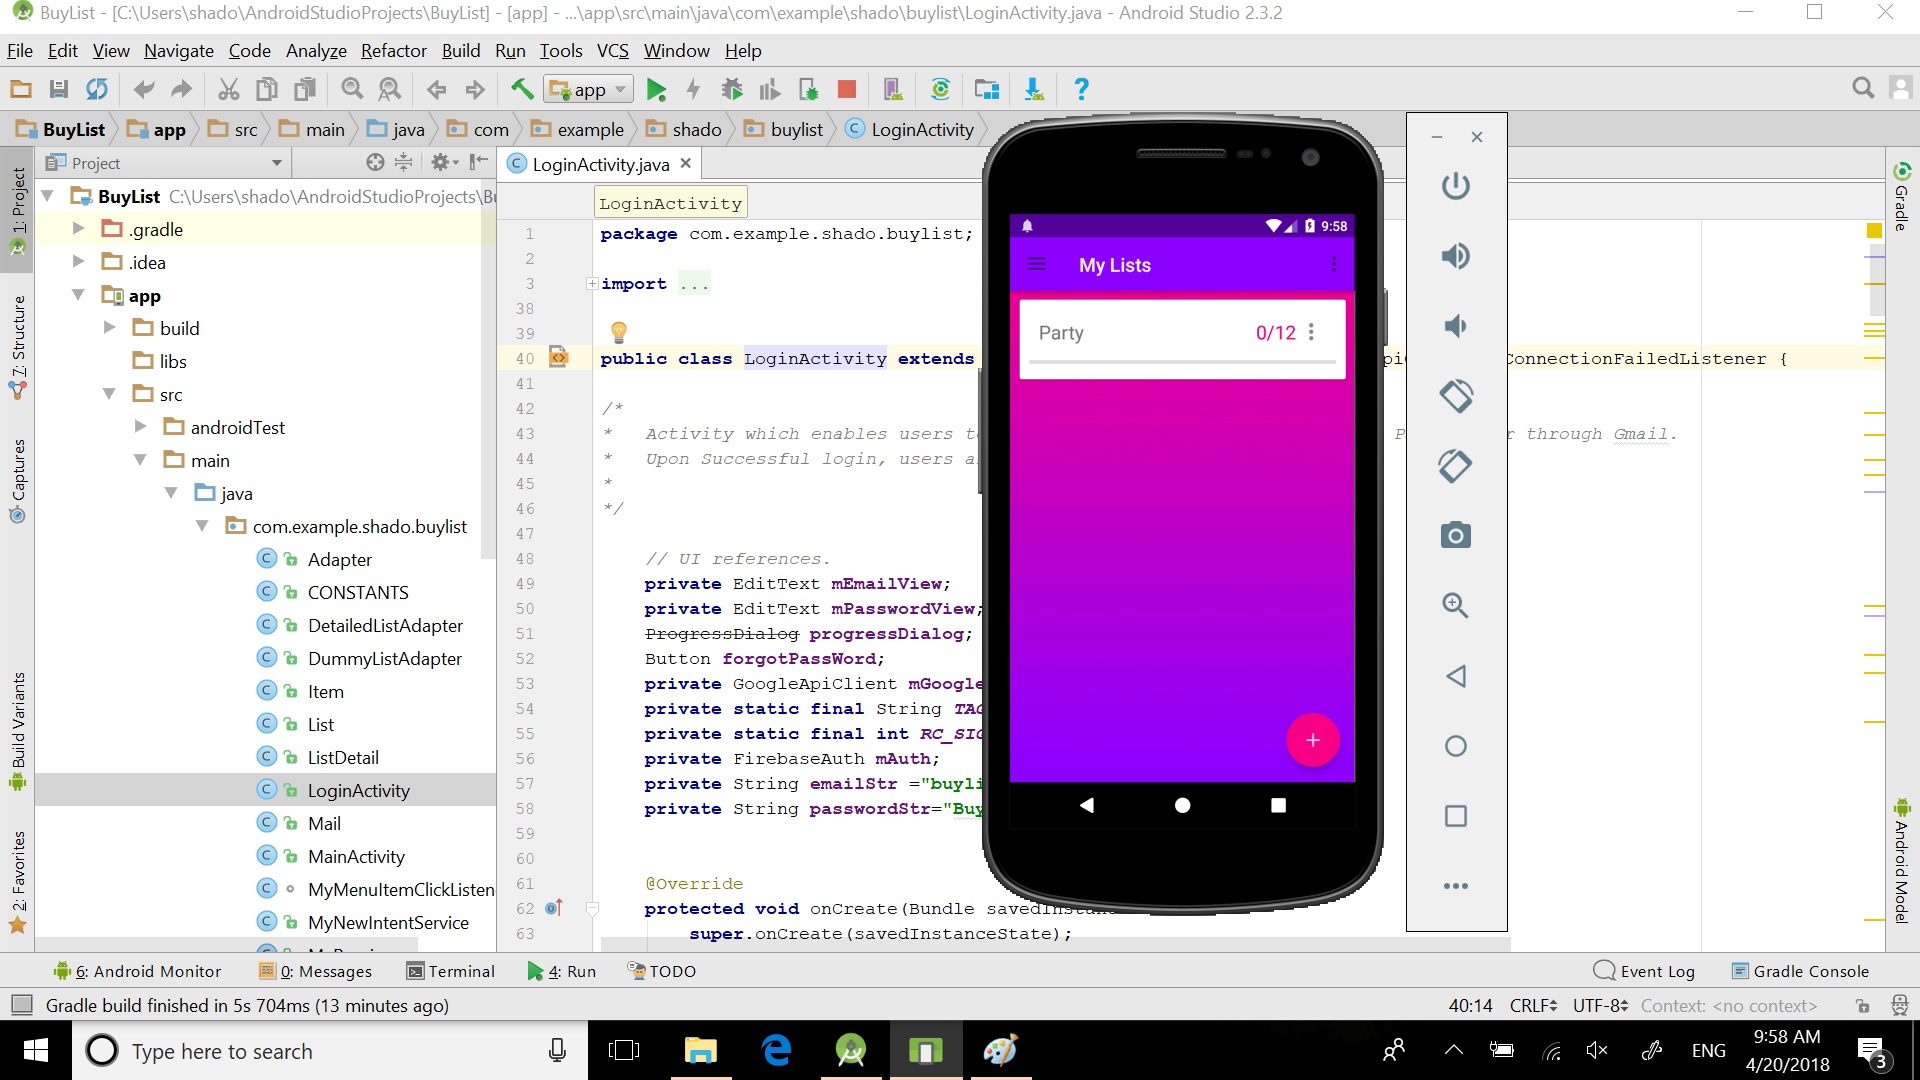 BuyList - [C:\Users\shado\AndroidStudioProjects\BuyList] - [app] - ...\app\src\main\java\com\example\shado\buylist\LoginActivity.java - Android Studio 2.3.2
File Edit View Navigate Code Analyze Refactor Build Run Tools VCS Window Help
app
BuyList app src main java com example shado buylist LoginActivity
Project
LoginActivity.java
1: Project
7: Structure
Captures
Build Variants
2: Favorites
BuyList C:\Users\shado\AndroidStudioProjects\Bu
.gradle
.idea
app
build
libs
src
androidTest
main
java
com.example.shado.buylist
Adapter
CONSTANTS
DetailedListAdapter
DummyListAdapter
Item
List
ListDetail
LoginActivity
Mail
MainActivity
MyMenuItemClickListen
MyNewIntentService
LoginActivity
1 package com.example.shado.buylist;
2
3 import ...
38
39
40 public class LoginActivity extends ConnectionFailedListener {
41
42 /*
43 * Activity which enables users t r through Gmail.
44 * Upon Successful login, users a
45 *
46 */
47
48 // UI references.
49 private EditText mEmailView;
50 private EditText mPasswordView;
51 ProgressDialog progressDialog;
52 Button forgotPassWord;
53 private GoogleApiClient mGoogle
54 private static final String TAG
55 private static final int RC_SIG
56 private FirebaseAuth mAuth;
57 private String emailStr ="buyli
58 private String passwordStr="Buy
59
60
61 @Override
62 protected void onCreate(Bundle savedInstan
63 super.onCreate(savedInstanceState);
9:58
My Lists
Party 0/12
+
Gradle
Android Model
6: Android Monitor 0: Messages Terminal 4: Run TODO Event Log Gradle Console
Gradle build finished in 5s 704ms (13 minutes ago) 40:14 CRLF UTF-8 Context: <no context>
Type here to search
ENG
9:58 AM
4/20/2018
3